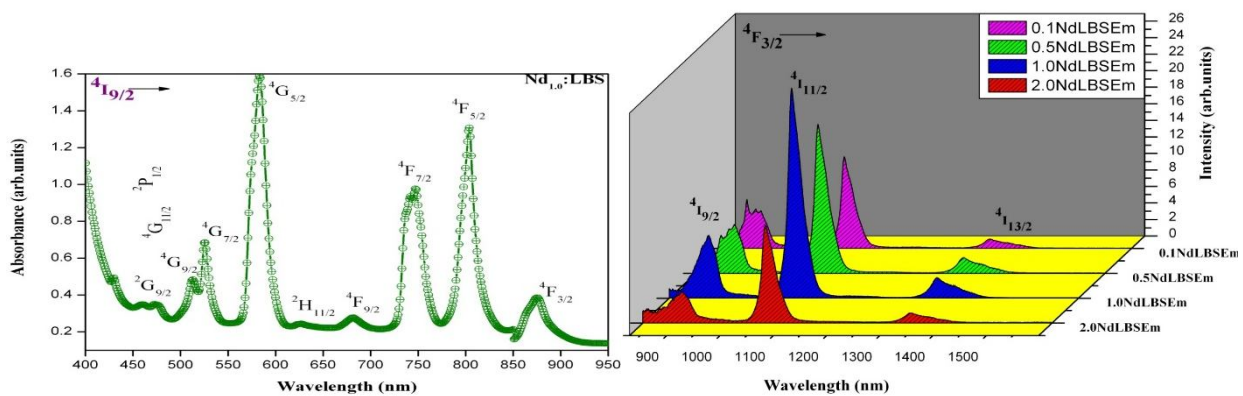 ⁴I₉/₂
Nd₁.₀:LBS
⁴G₅/₂
⁴F₅/₂
⁴F₇/₂
²P₁/₂
⁴G₁₁/₂
⁴G₇/₂
⁴G₉/₂
²G₉/₂
²H₁₁/₂
⁴F₉/₂
⁴F₃/₂
Absorbance (arb.units)
1.6
1.4
1.2
1.0
0.8
0.6
0.4
0.2
400 450 500 550 600 650 700 750 800 850 900 950
Wavelength (nm)
⁴F₃/₂
0.1NdLBSEm
0.5NdLBSEm
1.0NdLBSEm
2.0NdLBSEm
⁴I₁₁/₂
⁴I₉/₂
⁴I₁₃/₂
26
24
22
20
18
16
14
12
10
8
6
4
2
0
Intensity (arb.units)
0.1NdLBSEm
0.5NdLBSEm
1.0NdLBSEm
2.0NdLBSEm
900 1000 1100 1200 1300 1400 1500
Wavelength (nm)